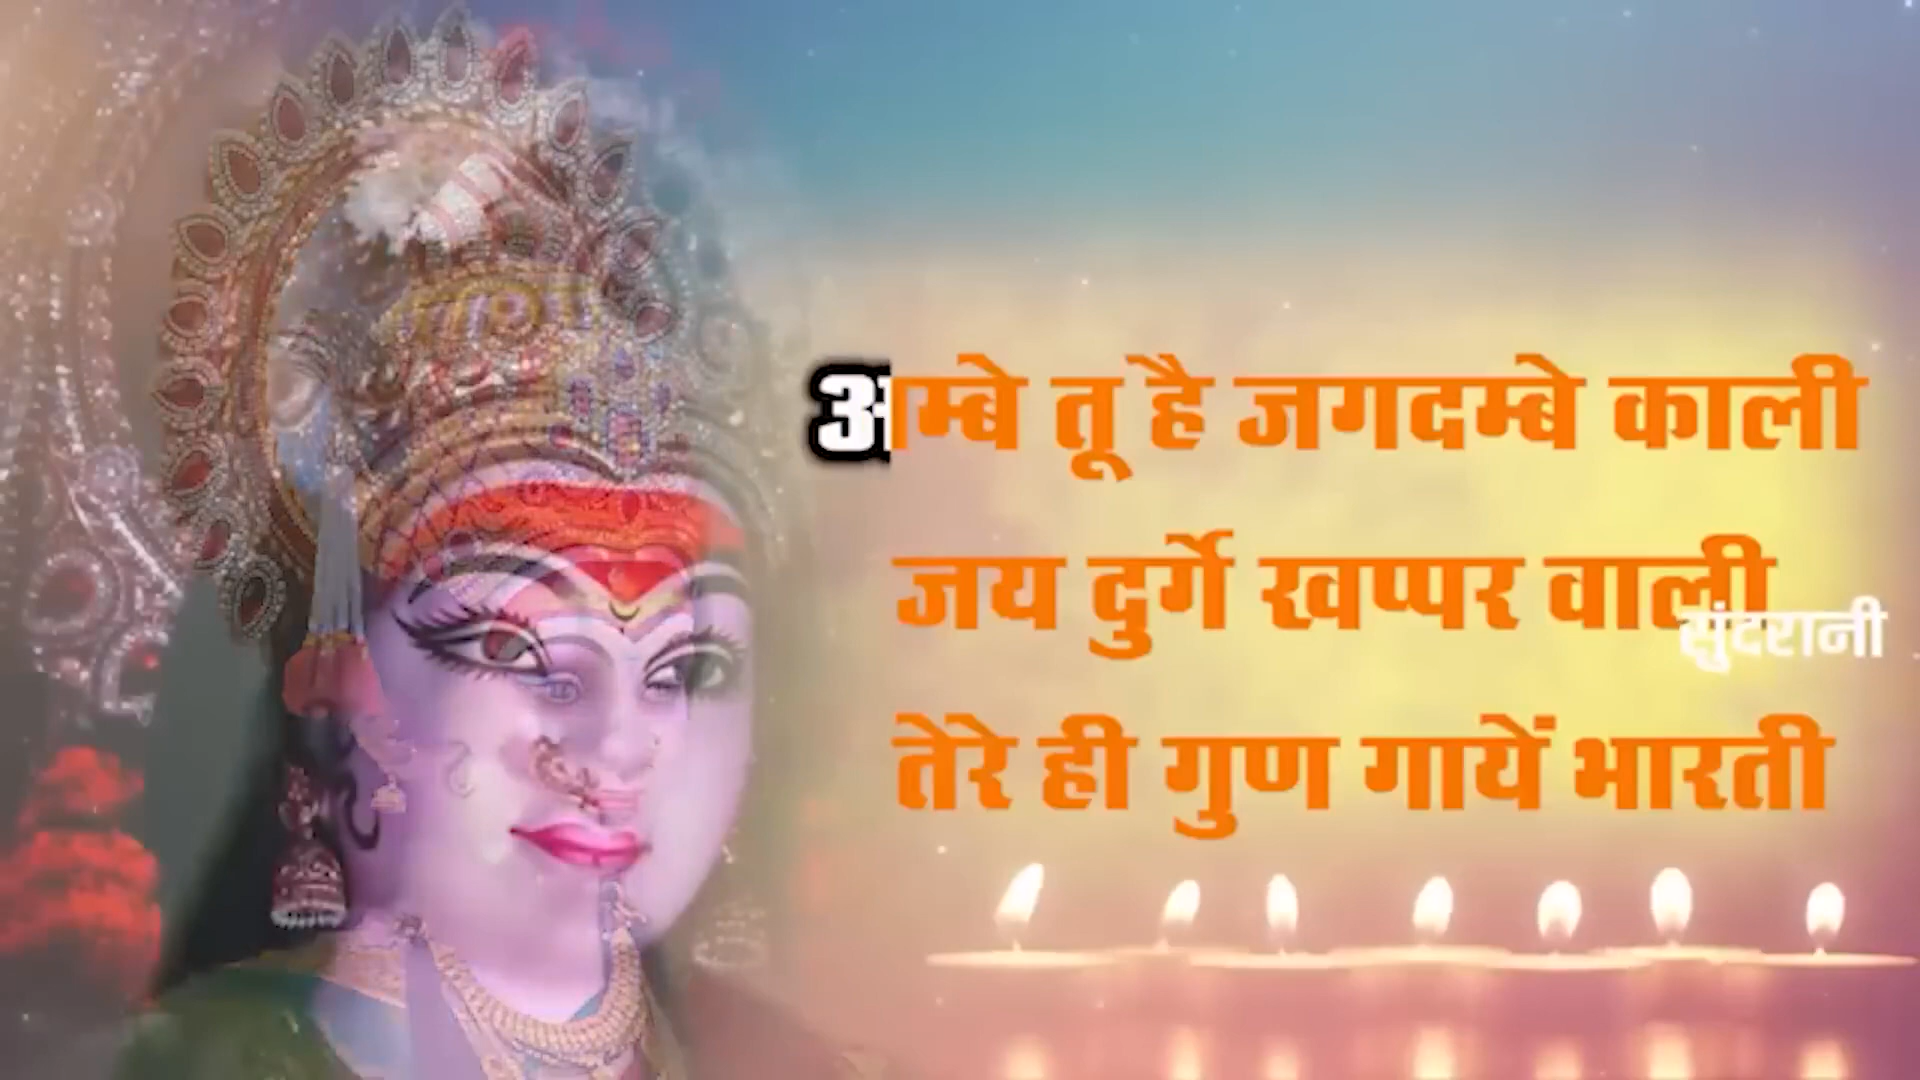 अम्बे तू है जगदम्बे काली
जय दुर्गे खप्पर वाली
सुंदरानी
तेरे ही गुण गायें भारती